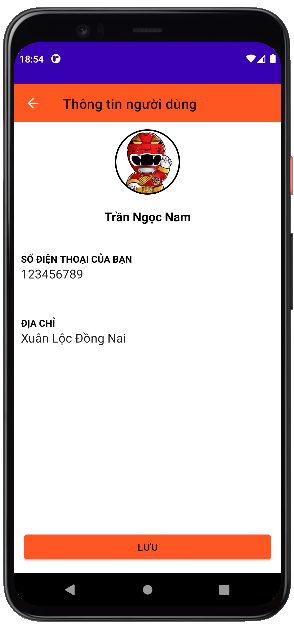 18:54
Thông tin người dùng
Trần Ngọc Nam
SỐ ĐIỆN THOẠI CỦA BẠN
123456789
ĐỊA CHỈ
Xuân Lộc Đồng Nai
LƯU